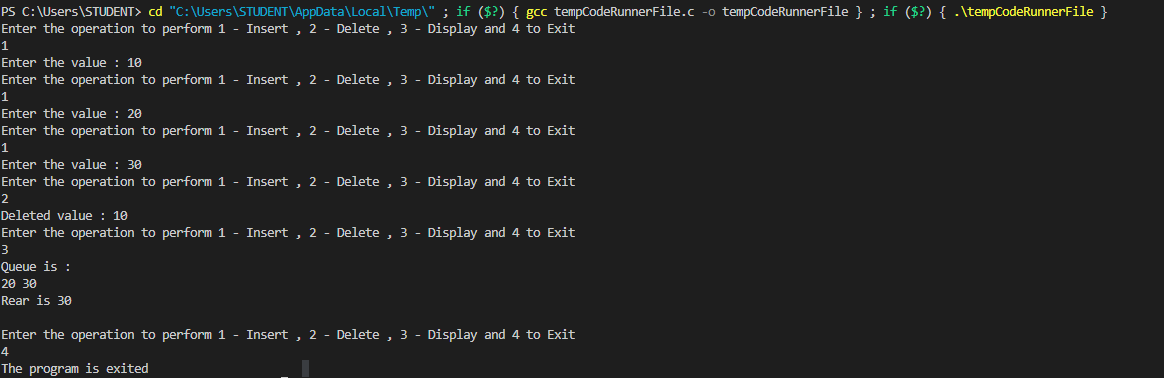 PS C:\Users\STUDENT> cd "C:\Users\STUDENT\AppData\Local\Temp\" ; if ($?) { gcc tempCodeRunnerFile.c -o tempCodeRunnerFile } ; if ($?) { .\tempCodeRunnerFile }
Enter the operation to perform 1 - Insert , 2 - Delete , 3 - Display and 4 to Exit
1
Enter the value : 10
Enter the operation to perform 1 - Insert , 2 - Delete , 3 - Display and 4 to Exit
1
Enter the value : 20
Enter the operation to perform 1 - Insert , 2 - Delete , 3 - Display and 4 to Exit
1
Enter the value : 30
Enter the operation to perform 1 - Insert , 2 - Delete , 3 - Display and 4 to Exit
2
Deleted value : 10
Enter the operation to perform 1 - Insert , 2 - Delete , 3 - Display and 4 to Exit
3
Queue is :
20 30
Rear is 30
Enter the operation to perform 1 - Insert , 2 - Delete , 3 - Display and 4 to Exit
4
The program is exited